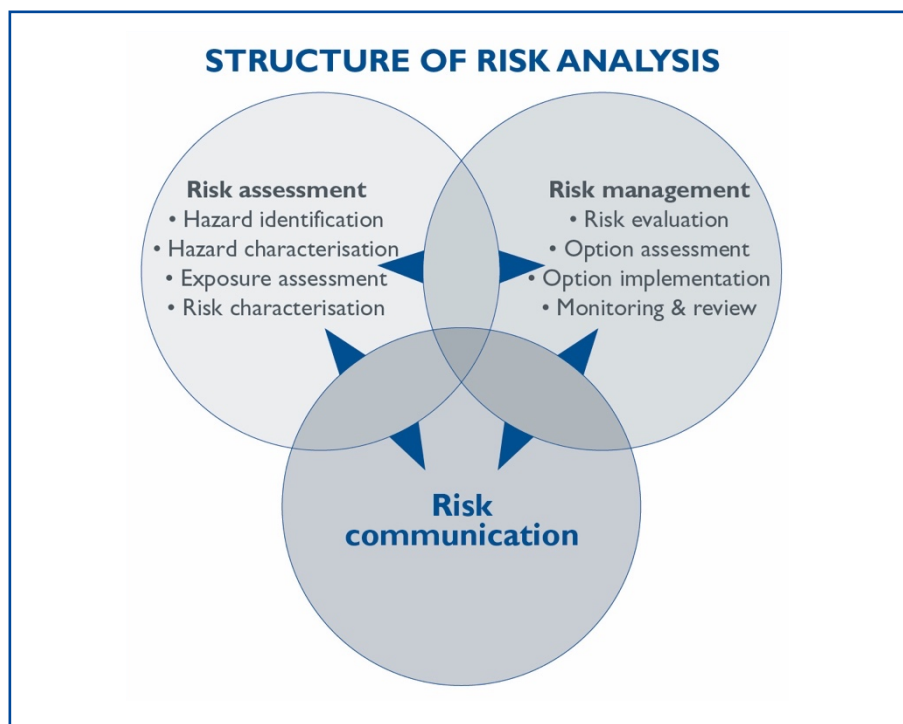 STRUCTURE OF RISK ANALYSIS
Risk assessment
• Hazard identification
• Hazard characterisation
• Exposure assessment
• Risk characterisation
Risk management
• Risk evaluation
• Option assessment
• Option implementation
• Monitoring & review
Risk
communication